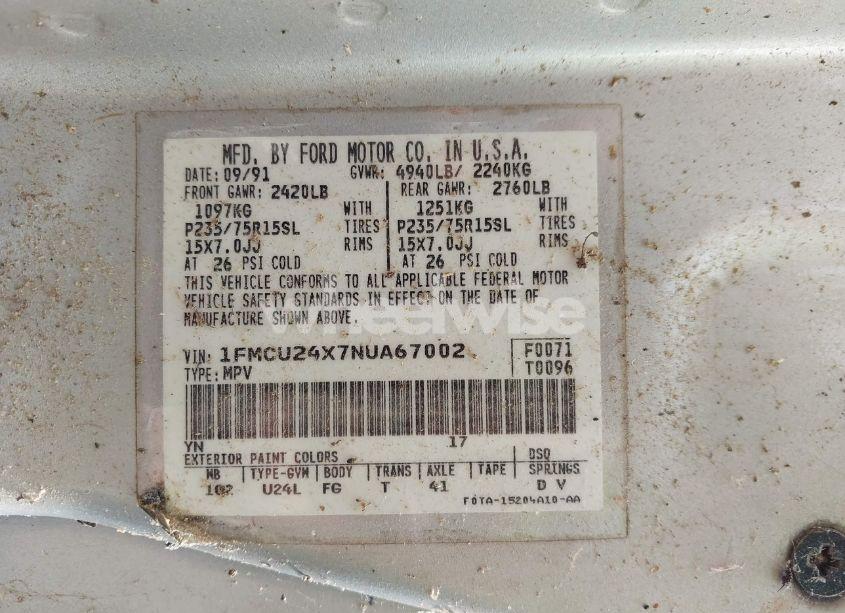 MFD. BY FORD MOTOR CO. IN U.S.A.
DATE: 09/91 GVWR: 4940LB/ 2240KG
FRONT GAWR: 2420LB REAR GAWR: 2760LB
1097KG WITH 1251KG WITH
P235/75R15SL TIRES P235/75R15SL TIRES
15X7.0JJ RIMS 15X7.0JJ RIMS
AT 26 PSI COLD AT 26 PSI COLD
THIS VEHICLE CONFORMS TO ALL APPLICABLE FEDERAL MOTOR
VEHICLE SAFETY STANDARDS IN EFFECT ON THE DATE OF
MANUFACTURE SHOWN ABOVE.
wheelwise
VIN: 1FMCU24X7NUA67002 F0071
TYPE: MPV T0096
YN 17
EXTERIOR PAINT COLORS DSO
WB TYPE-GVM BODY TRANS AXLE TAPE SPRINGS
102 U24L FG T 41 D V
F0TA-15204A10-AA